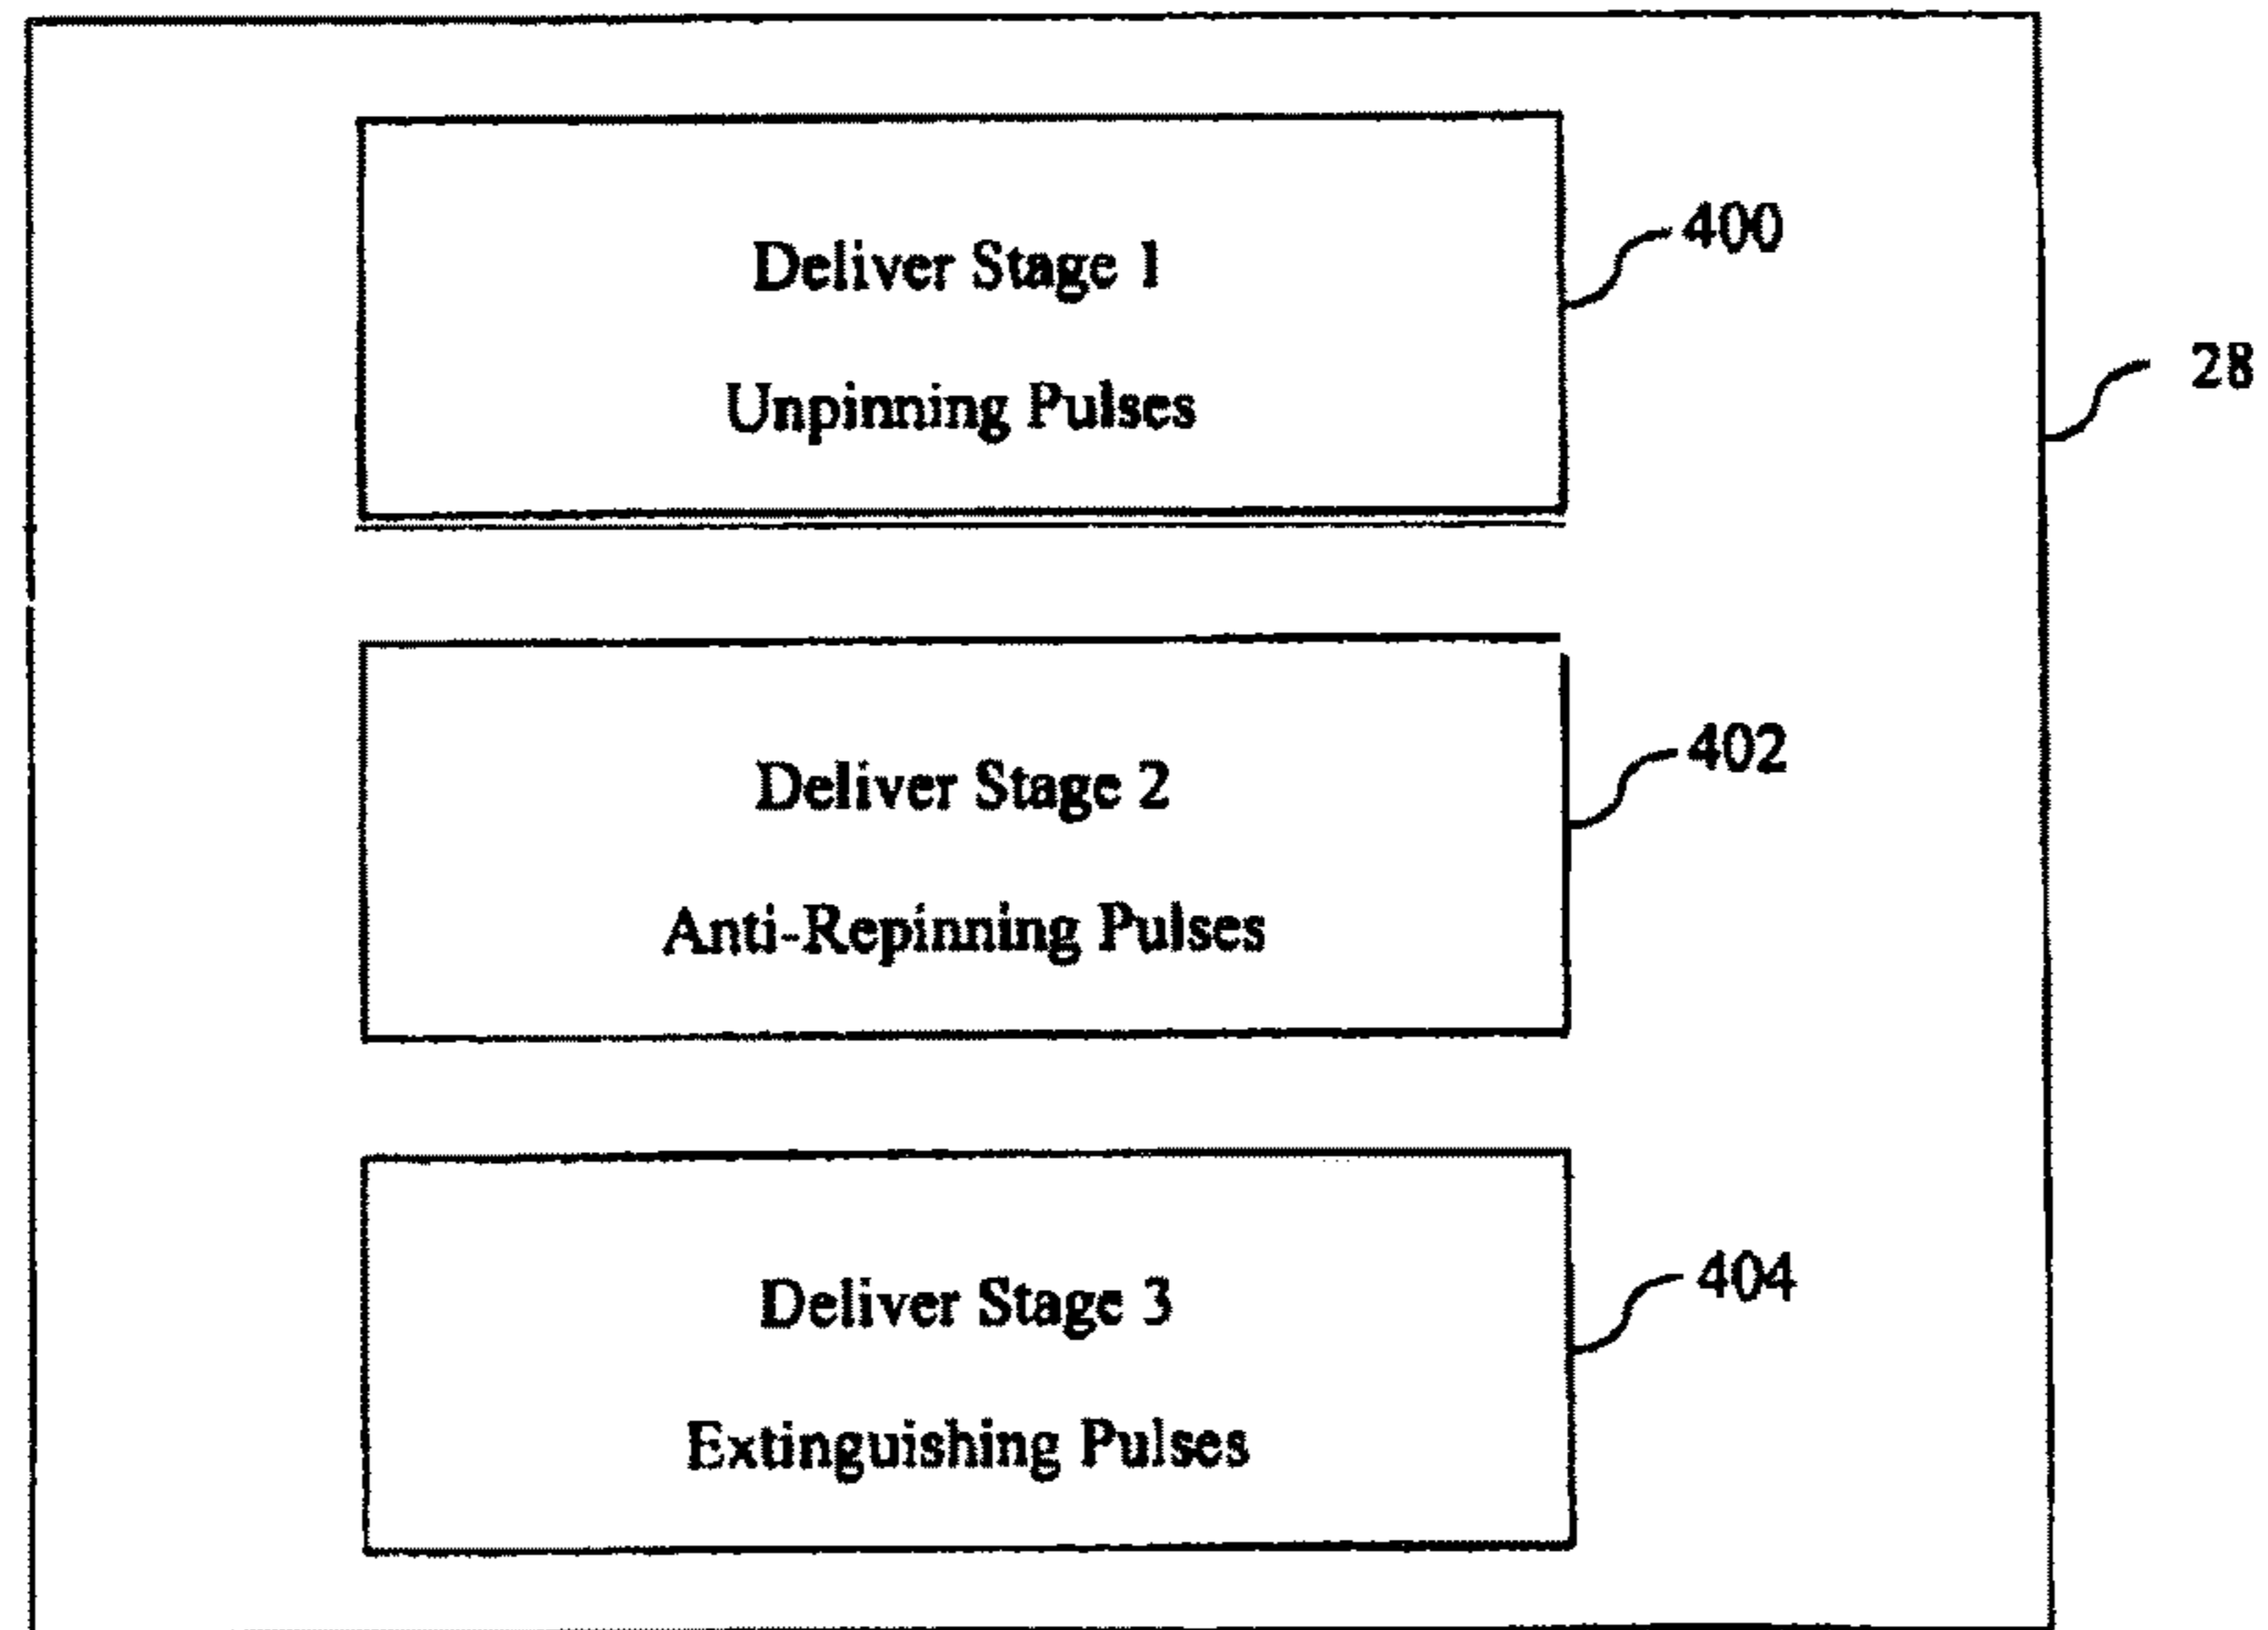 Deliver Stage 1
Unpinning Pulses
400
28
Deliver Stage 2
Anti-Repinning Pulses
402
Deliver Stage 3
Extinguishing Pulses
404